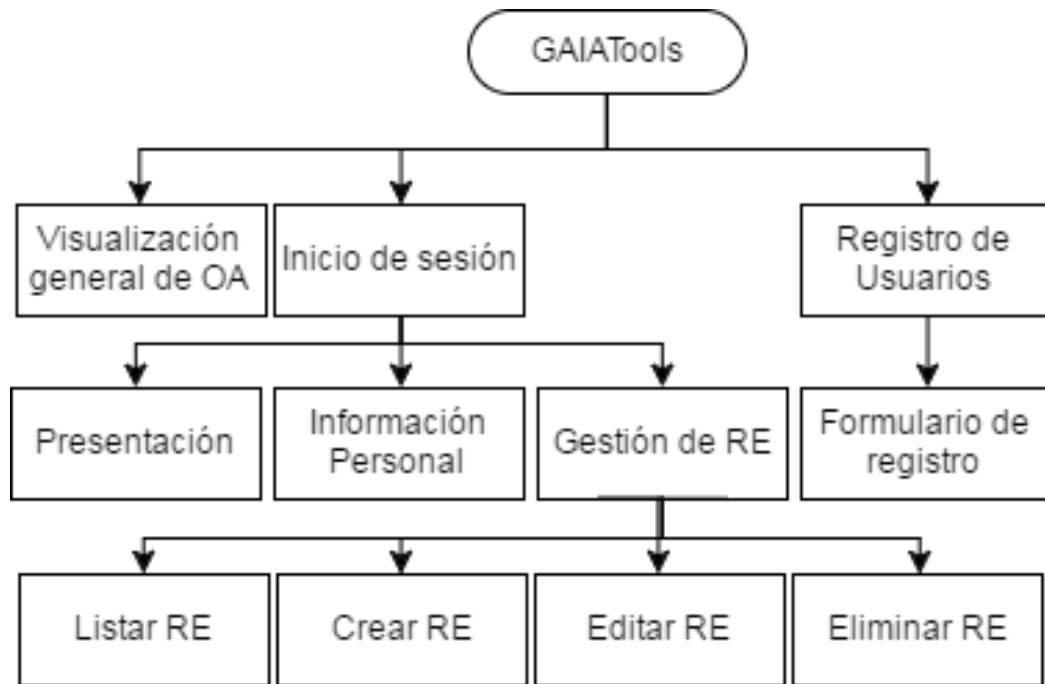 GAIATools
Visualización
general de OA
Inicio de sesión
Registro de
Usuarios
Presentación
Información
Personal
Gestión de RE
Formulario de
registro
Listar RE
Crear RE
Editar RE
Eliminar RE